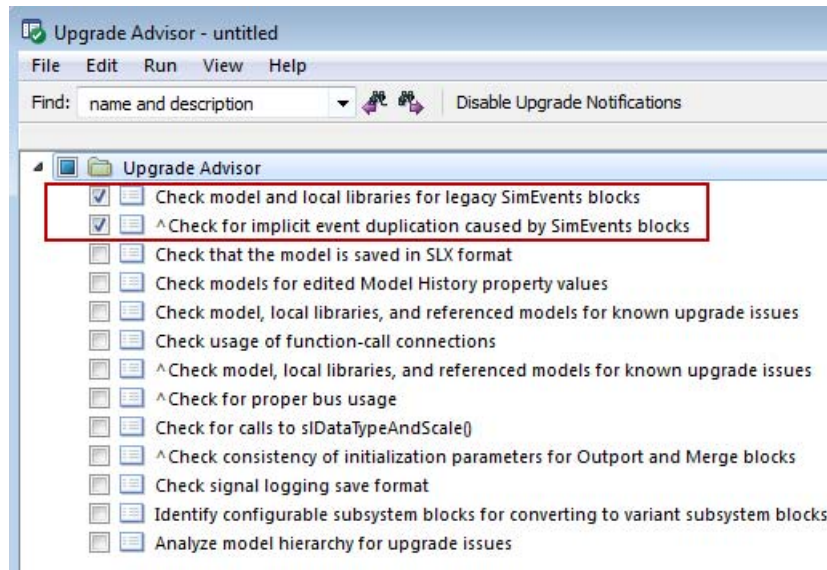 Upgrade Advisor - untitled
File Edit Run View Help
Find: name and description Disable Upgrade Notifications
Upgrade Advisor
Check model and local libraries for legacy SimEvents blocks
^Check for implicit event duplication caused by SimEvents blocks
Check that the model is saved in SLX format
Check models for edited Model History property values
Check model, local libraries, and referenced models for known upgrade issues
Check usage of function-call connections
^Check model, local libraries, and referenced models for known upgrade issues
^Check for proper bus usage
Check for calls to slDataTypeAndScale()
^Check consistency of initialization parameters for Outport and Merge blocks
Check signal logging save format
Identify configurable subsystem blocks for converting to variant subsystem blocks
Analyze model hierarchy for upgrade issues